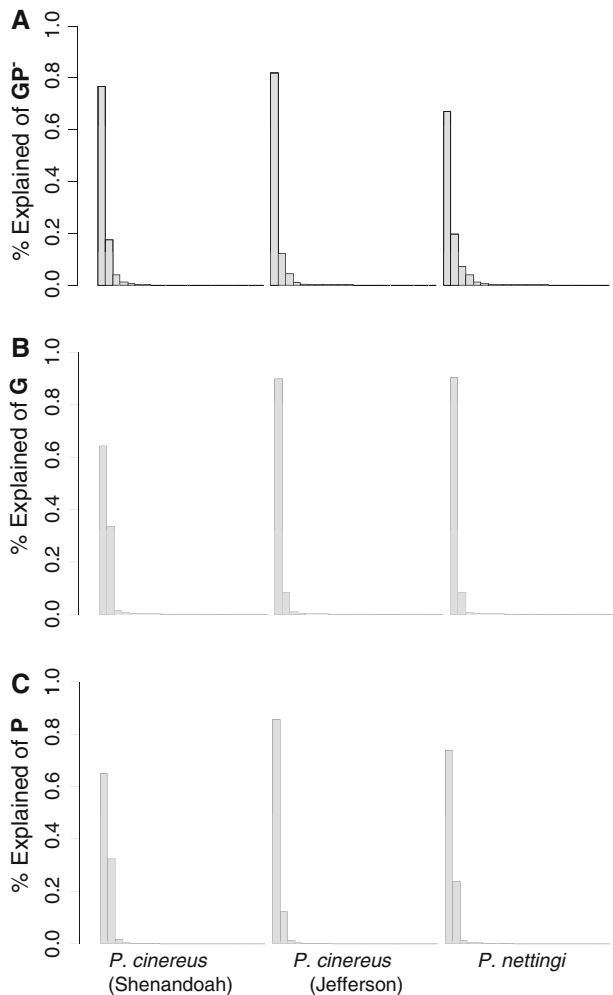 A
% Explained of GP⁻
1.0
0.8
0.6
0.4
0.2
0.0
B
% Explained of G
1.0
0.8
0.6
0.4
0.2
0.0
C
% Explained of P
1.0
0.8
0.6
0.4
0.2
0.0
P. cinereus
(Shenandoah)
P. cinereus
(Jefferson)
P. nettingi